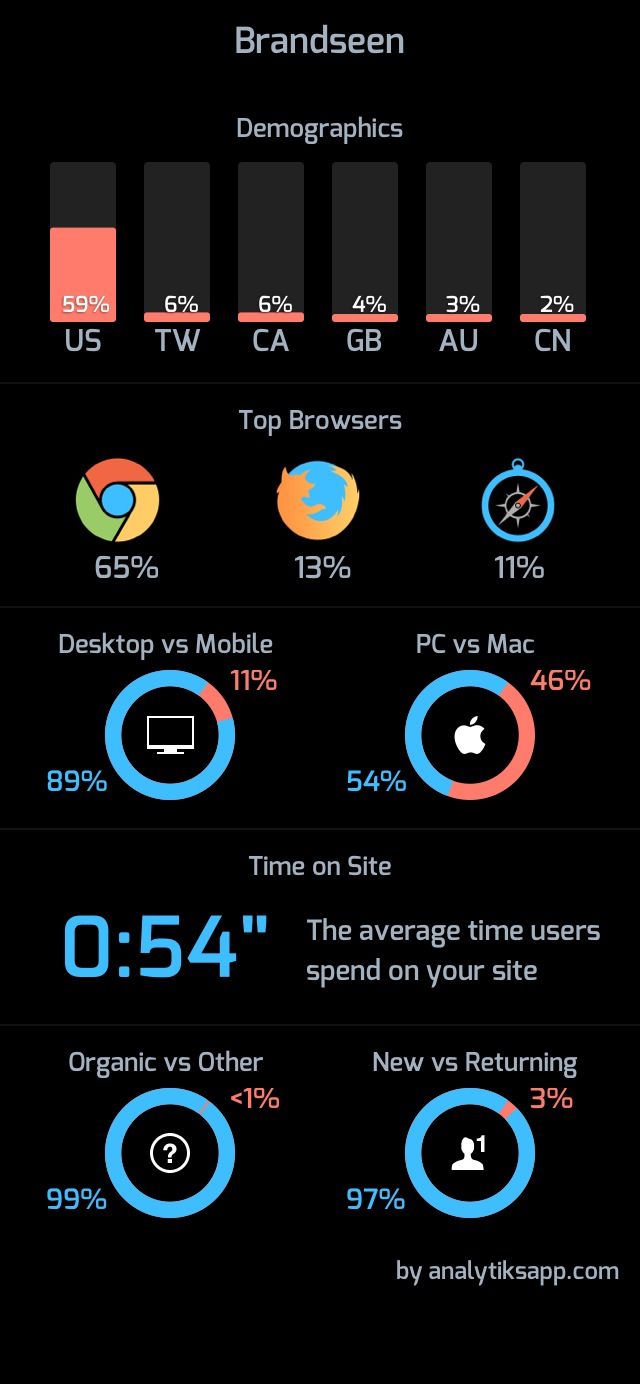 Brandseen
Demographics
59% 6% 6% 4% 3% 2%
US TW CA GB AU CN
Top Browsers
65% 13% 11%
Desktop vs Mobile
11%
89%
PC vs Mac
46%
54%
Time on Site
0:54"
The average time users
spend on your site
Organic vs Other
<1%
?
99%
New vs Returning
3%
1
97%
by analytiksapp.com